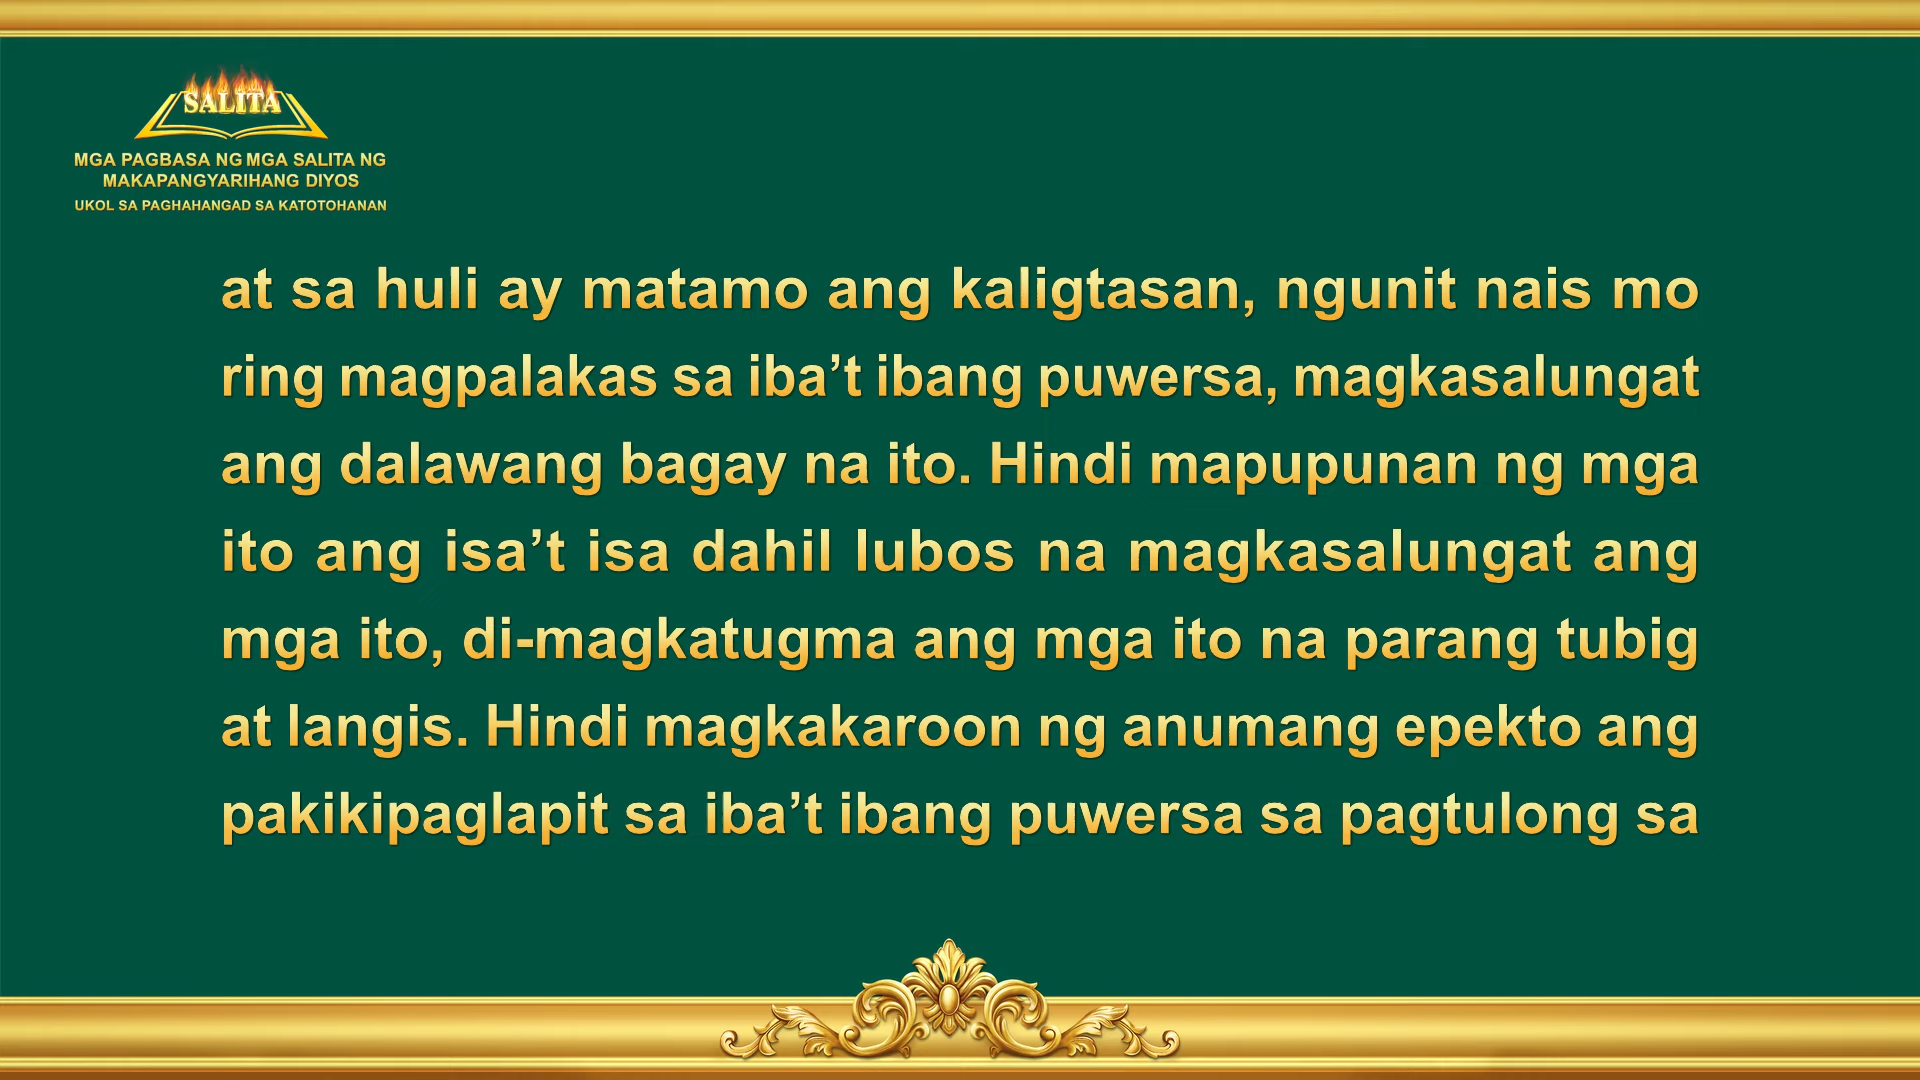 SALITA
MGA PAGBASA NG MGA SALITA NG
MAKAPANGYARIHANG DIYOS
UKOL SA PAGHAHANGAD SA KATOTOHANAN
at sa huli ay matamo ang kaligtasan, ngunit nais mo
ring magpalakas sa iba’t ibang puwersa, magkasalungat
ang dalawang bagay na ito. Hindi mapupunan ng mga
ito ang isa’t isa dahil lubos na magkasalungat ang
mga ito, di-magkatugma ang mga ito na parang tubig
at langis. Hindi magkakaroon ng anumang epekto ang
pakikipaglapit sa iba’t ibang puwersa sa pagtulong sa